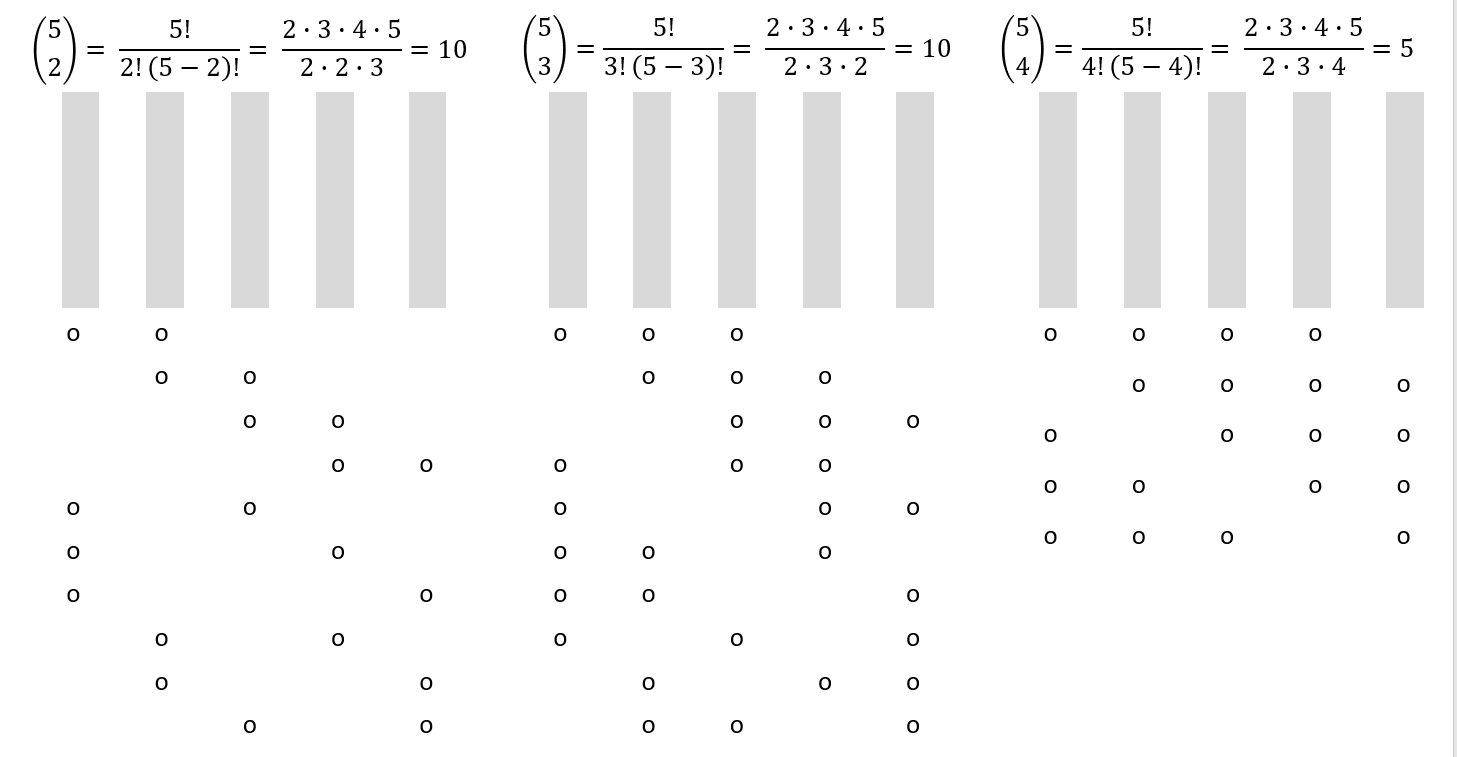 (5 2) = 5! / 2! (5 − 2)! = 2 · 3 · 4 · 5 / 2 · 2 · 3 = 10
(5 3) = 5! / 3! (5 − 3)! = 2 · 3 · 4 · 5 / 2 · 3 · 2 = 10
(5 4) = 5! / 4! (5 − 4)! = 2 · 3 · 4 · 5 / 2 · 3 · 4 = 5
o o
o o
o o
o o
o o
o o
o o
o o
o o
o o
o o o
o o o
o o o
o o o
o o o
o o o
o o o
o o o
o o o
o o o
o o o o
o o o o
o o o o
o o o o
o o o o